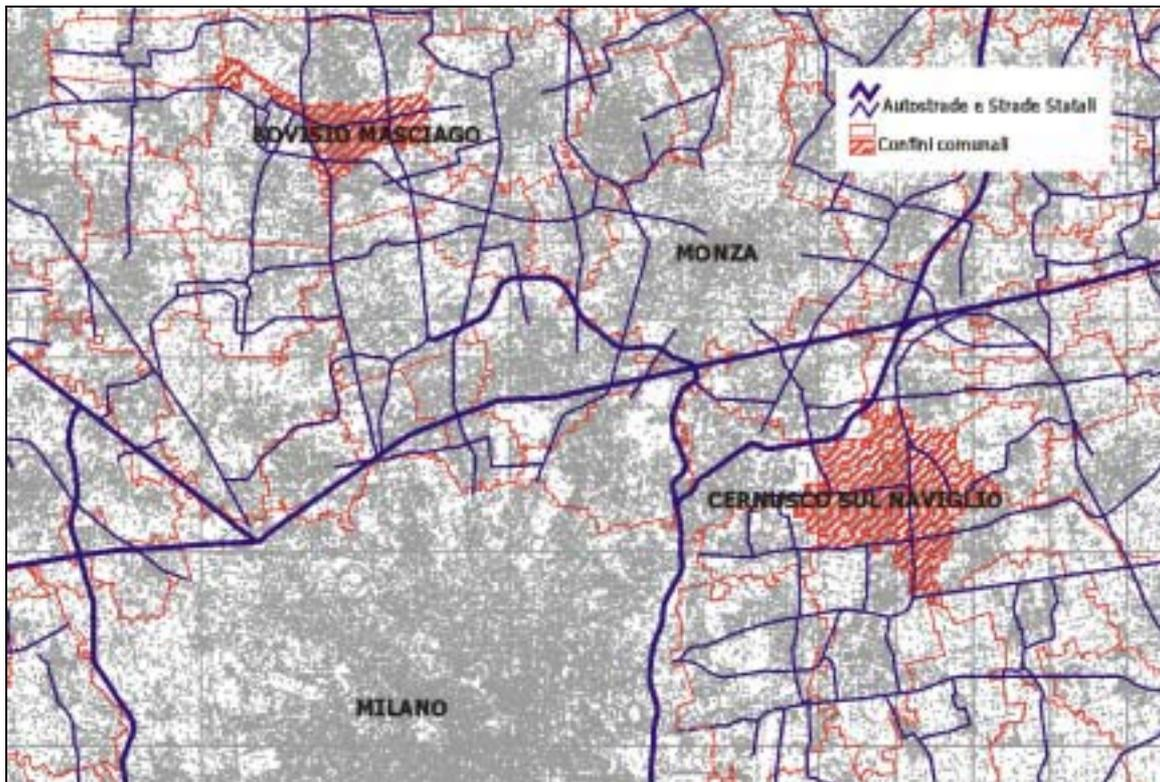 Autostrade e Strade Statali
Confini comunali
BOVISIO MASCIAGO
MONZA
CERNUSCO SUL NAVIGLIO
MILANO